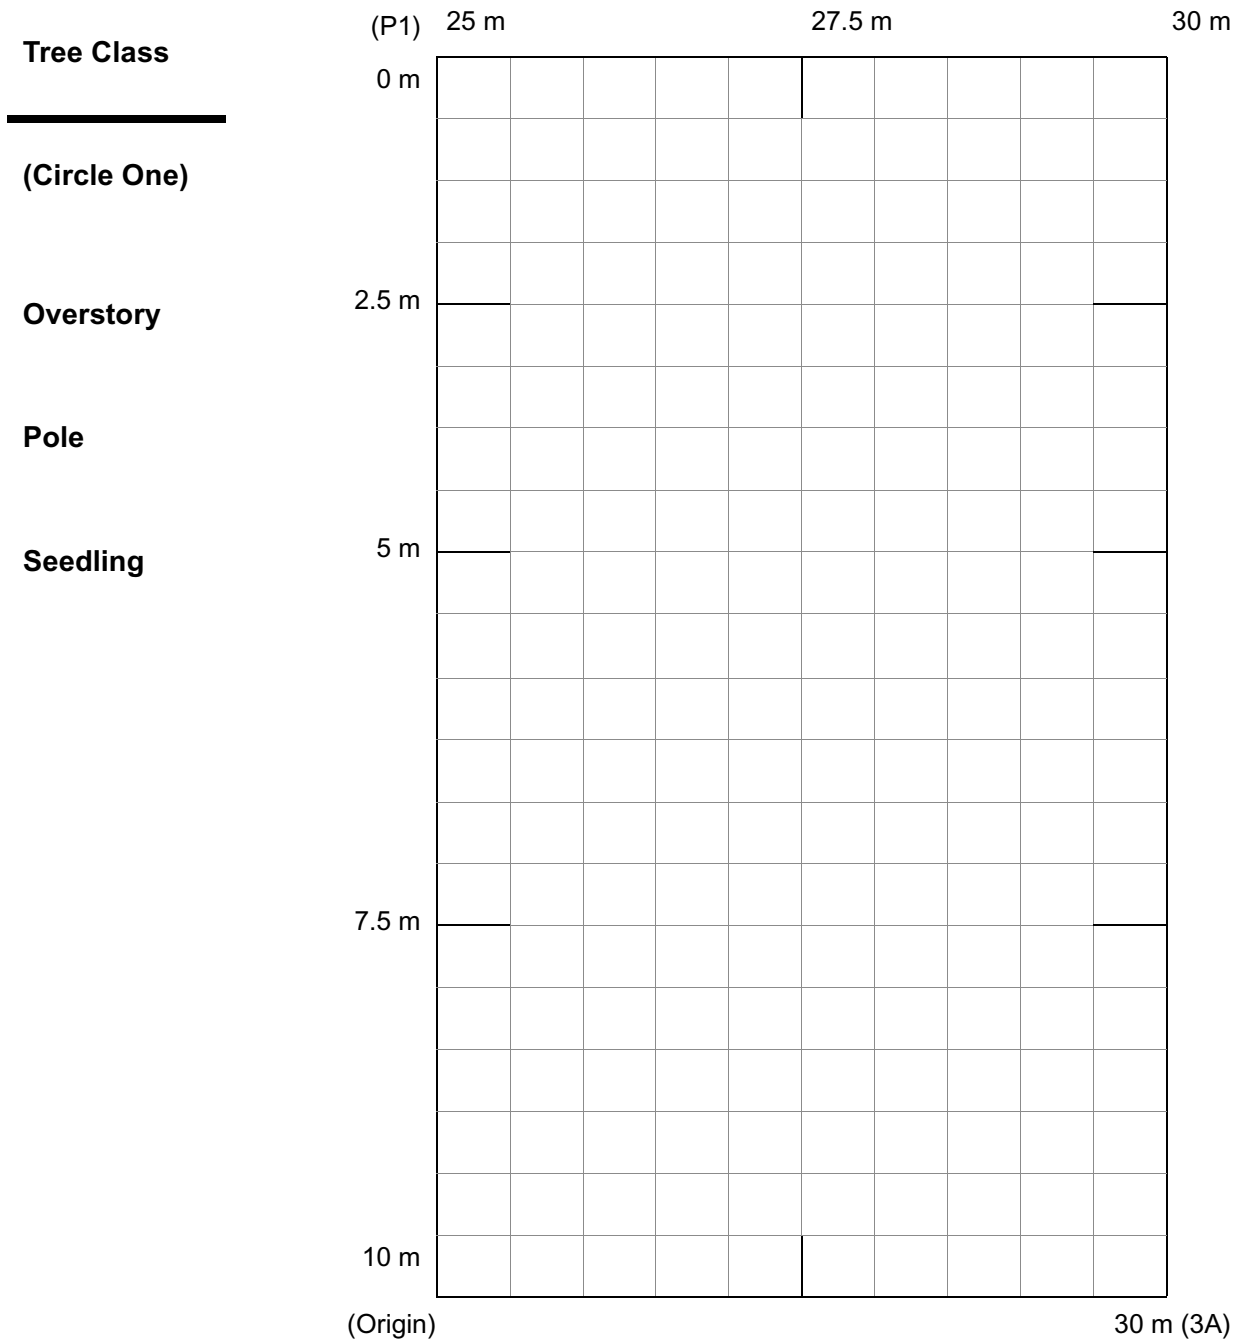 Tree Class
(Circle One)
Overstory
Pole
Seedling
(P1) 25 m 27.5 m 30 m
0 m
2.5 m
5 m
7.5 m
10 m
(Origin) 30 m (3A)